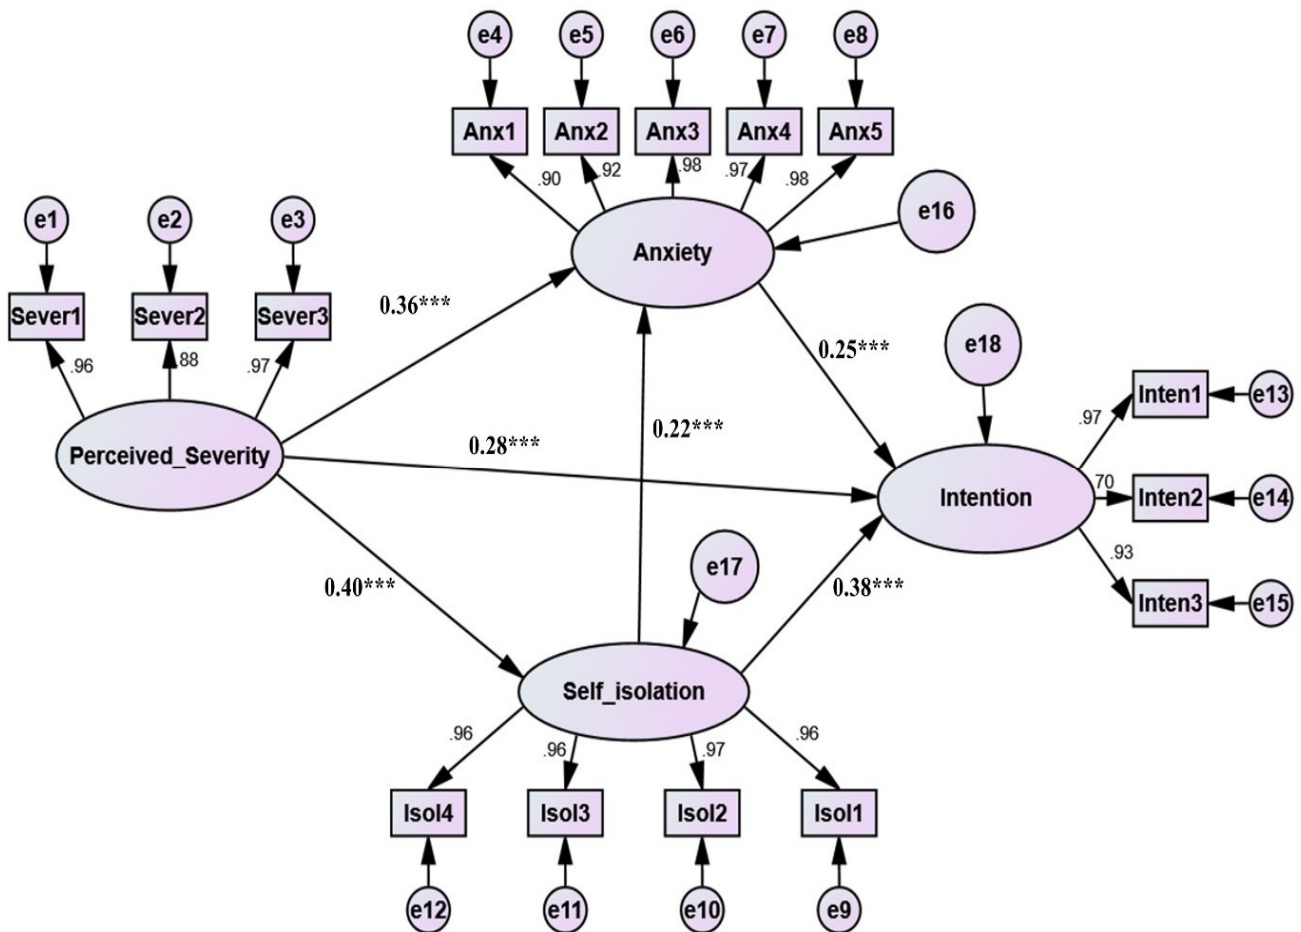 e4 e5 e6 e7 e8
Anx1 Anx2 Anx3 Anx4 Anx5
.90 .92 .98 .97 .98
e16
e1 e2 e3
Anxiety
Sever1 Sever2 Sever3
0.36***
.96 .88 .97
0.25***
e18
Inten1 e13
.97
0.22***
0.28***
Perceived_Severity
.70
Intention
Inten2 e14
.93
e17
0.40***
0.38***
Inten3 e15
Self_isolation
.96 .96 .97 .96
Isol4 Isol3 Isol2 Isol1
e12 e11 e10 e9